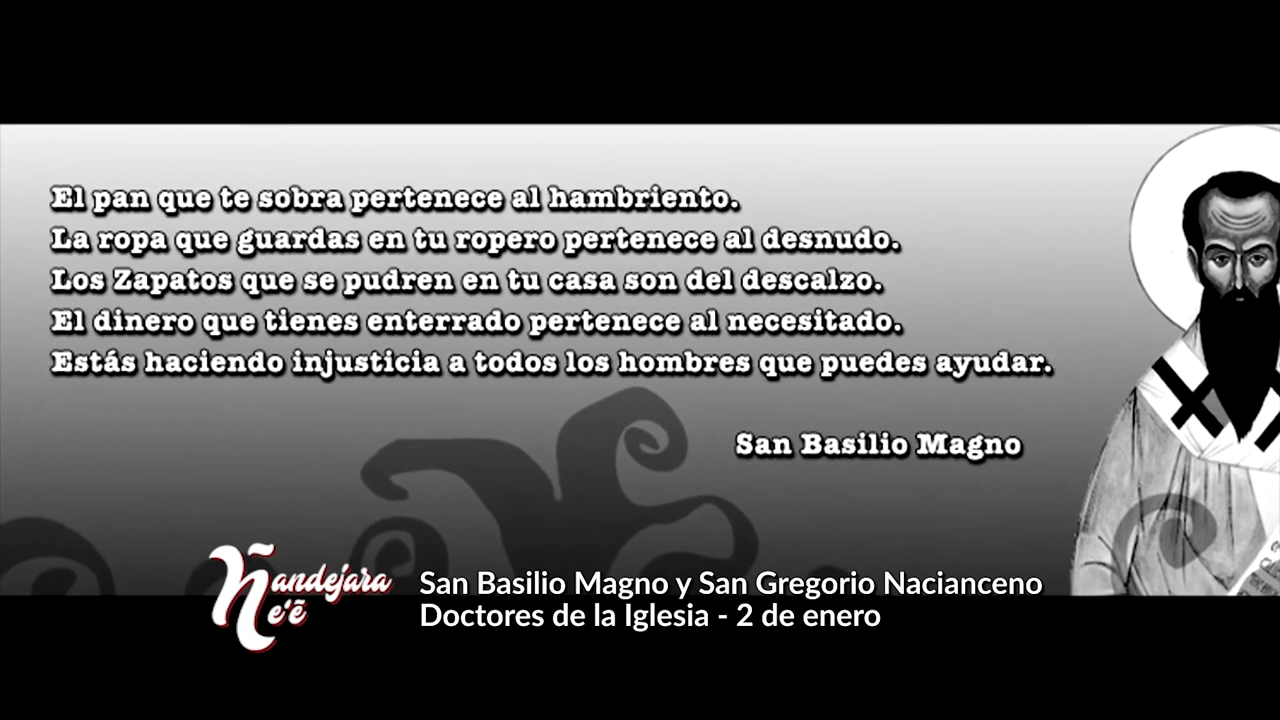 El pan que te sobra pertenece al hambriento.
La ropa que guardas en tu ropero pertenece al desnudo.
Los Zapatos que se pudren en tu casa son del descalzo.
El dinero que tienes enterrado pertenece al necesitado.
Estás haciendo injusticia a todos los hombres que puedes ayudar.
San Basilio Magno
Ñandejara
Ñe'ẽ
San Basilio Magno y San Gregorio Nacianceno
Doctores de la Iglesia - 2 de enero